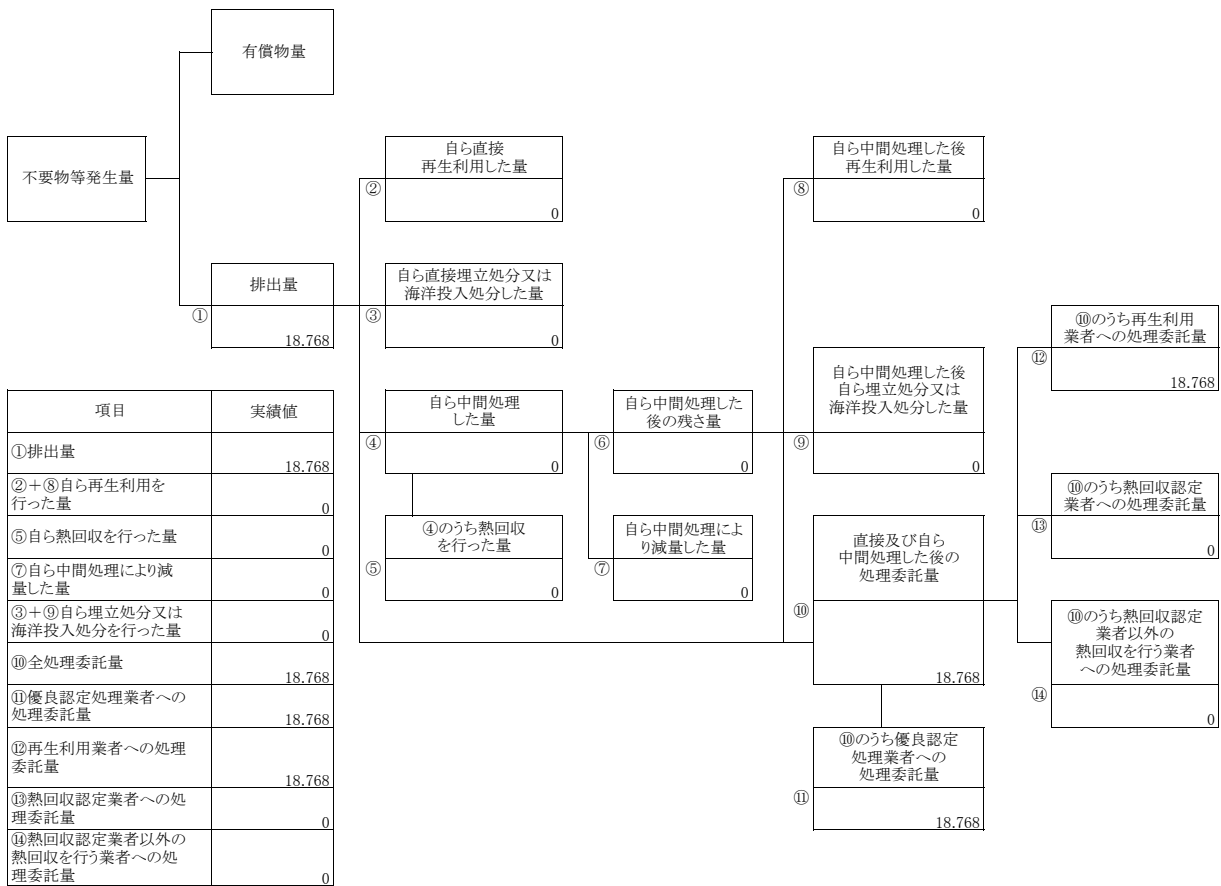 有償物量
不要物等発生量
自ら直接
再生利用した量
②
0
自ら中間処理した後
再生利用した量
⑧
0
排出量
①
18.768
自ら直接埋立処分又は
海洋投入処分した量
③
0
⑩のうち再生利用
業者への処理委託量
⑫
18.768
自ら中間処理
した量
④
0
自ら中間処理した
後の残さ量
⑥
0
自ら中間処理した後
自ら埋立処分又は
海洋投入処分した量
⑨
0
⑩のうち熱回収認定
業者への処理委託量
⑬
0
④のうち熱回収
を行った量
⑤
0
自ら中間処理によ
り減量した量
⑦
0
直接及び自ら
中間処理した後の
処理委託量
⑩
18.768
⑩のうち熱回収認定
業者以外の
熱回収を行う業者
への処理委託量
⑭
0
⑩のうち優良認定
処理業者への
処理委託量
⑪
18.768
項目 実績値
①排出量
18.768
②+⑧自ら再生利用を
行った量
0
⑤自ら熱回収を行った量
0
⑦自ら中間処理により減
量した量
0
③+⑨自ら埋立処分又は
海洋投入処分を行った量
0
⑩全処理委託量
18.768
⑪優良認定処理業者への
処理委託量
18.768
⑫再生利用業者への処理
委託量
18.768
⑬熱回収認定業者への処
理委託量
0
⑭熱回収認定業者以外の
熱回収を行う業者への処
理委託量
0